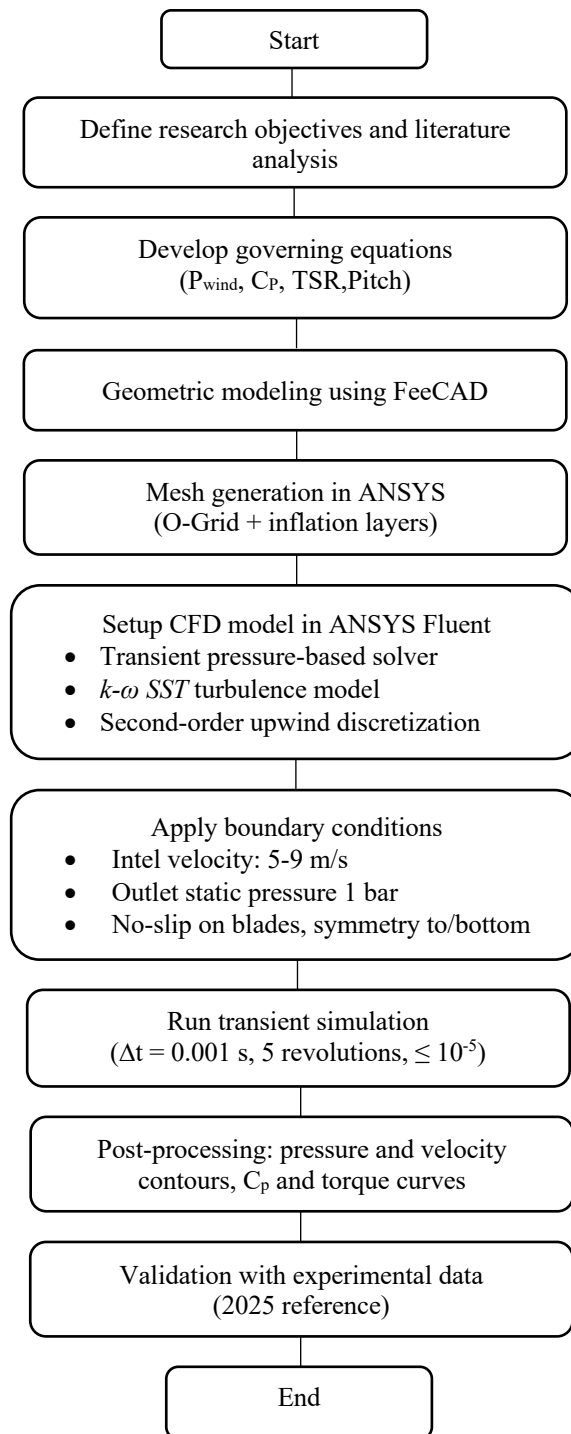 Start
Define research objectives and literature
analysis
Develop governing equations
(Pwind, CP, TSR,Pitch)
Geometric modeling using FeeCAD
Mesh generation in ANSYS
(O-Grid + inflation layers)
Setup CFD model in ANSYS Fluent
• Transient pressure-based solver
• k-ω SST turbulence model
• Second-order upwind discretization
Apply boundary conditions
• Intel velocity: 5-9 m/s
• Outlet static pressure 1 bar
• No-slip on blades, symmetry to/bottom
Run transient simulation
(Δt = 0.001 s, 5 revolutions, ≤ 10⁻⁵)
Post-processing: pressure and velocity
contours, Cp and torque curves
Validation with experimental data
(2025 reference)
End